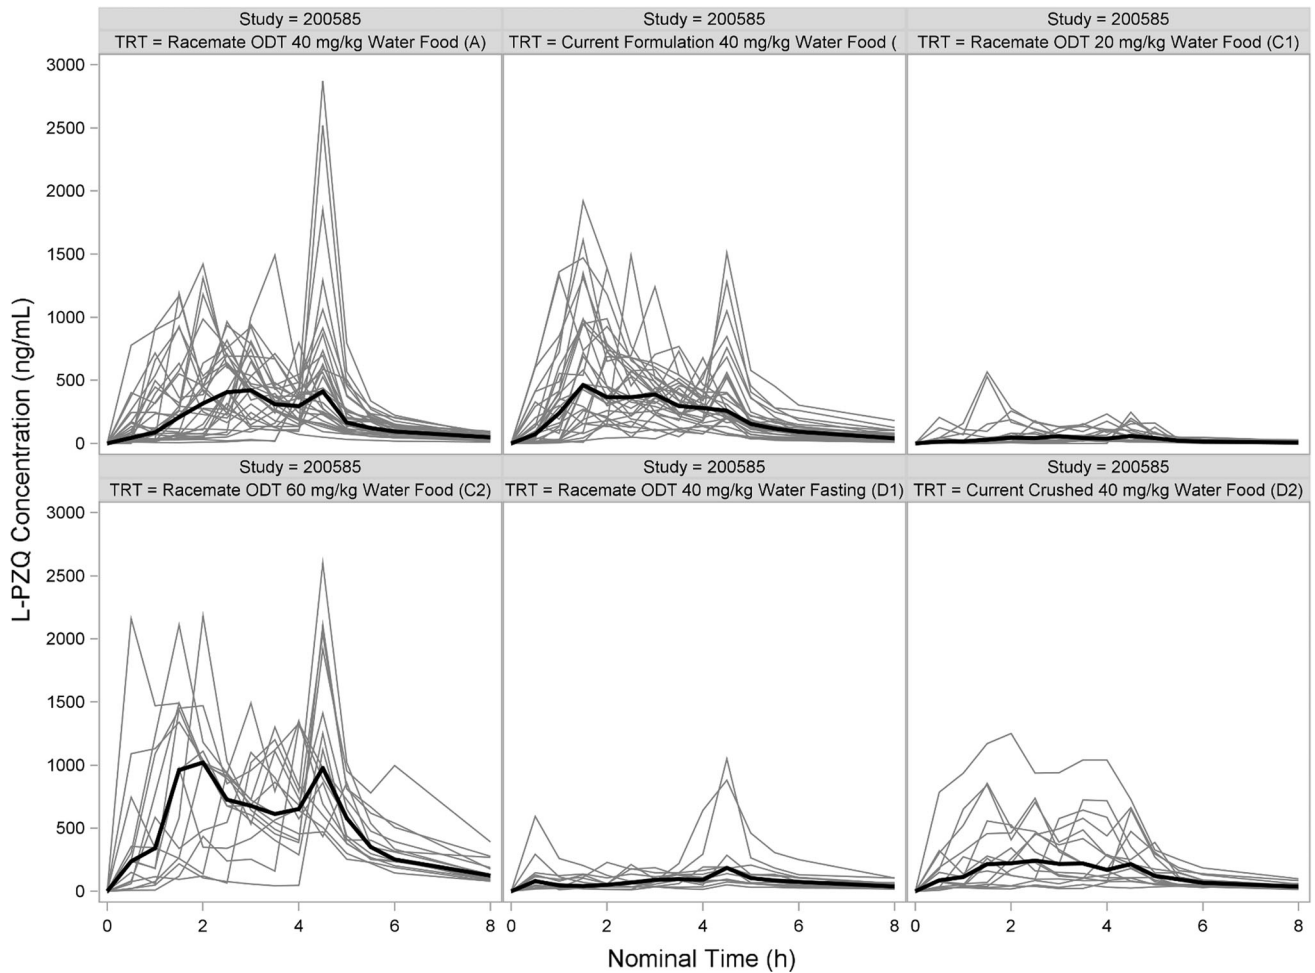 Study = 200585
TRT = Racemate ODT 40 mg/kg Water Food (A)
Study = 200585
TRT = Current Formulation 40 mg/kg Water Food (
Study = 200585
TRT = Racemate ODT 20 mg/kg Water Food (C1)
3000
2500
2000
1500
1000
500
0
Study = 200585
TRT = Racemate ODT 60 mg/kg Water Food (C2)
Study = 200585
TRT = Racemate ODT 40 mg/kg Water Fasting (D1)
Study = 200585
TRT = Current Crushed 40 mg/kg Water Food (D2)
3000
2500
2000
1500
1000
500
0
L-PZQ Concentration (ng/mL)
0 2 4 6 8
0 2 4 6 8
0 2 4 6 8
Nominal Time (h)